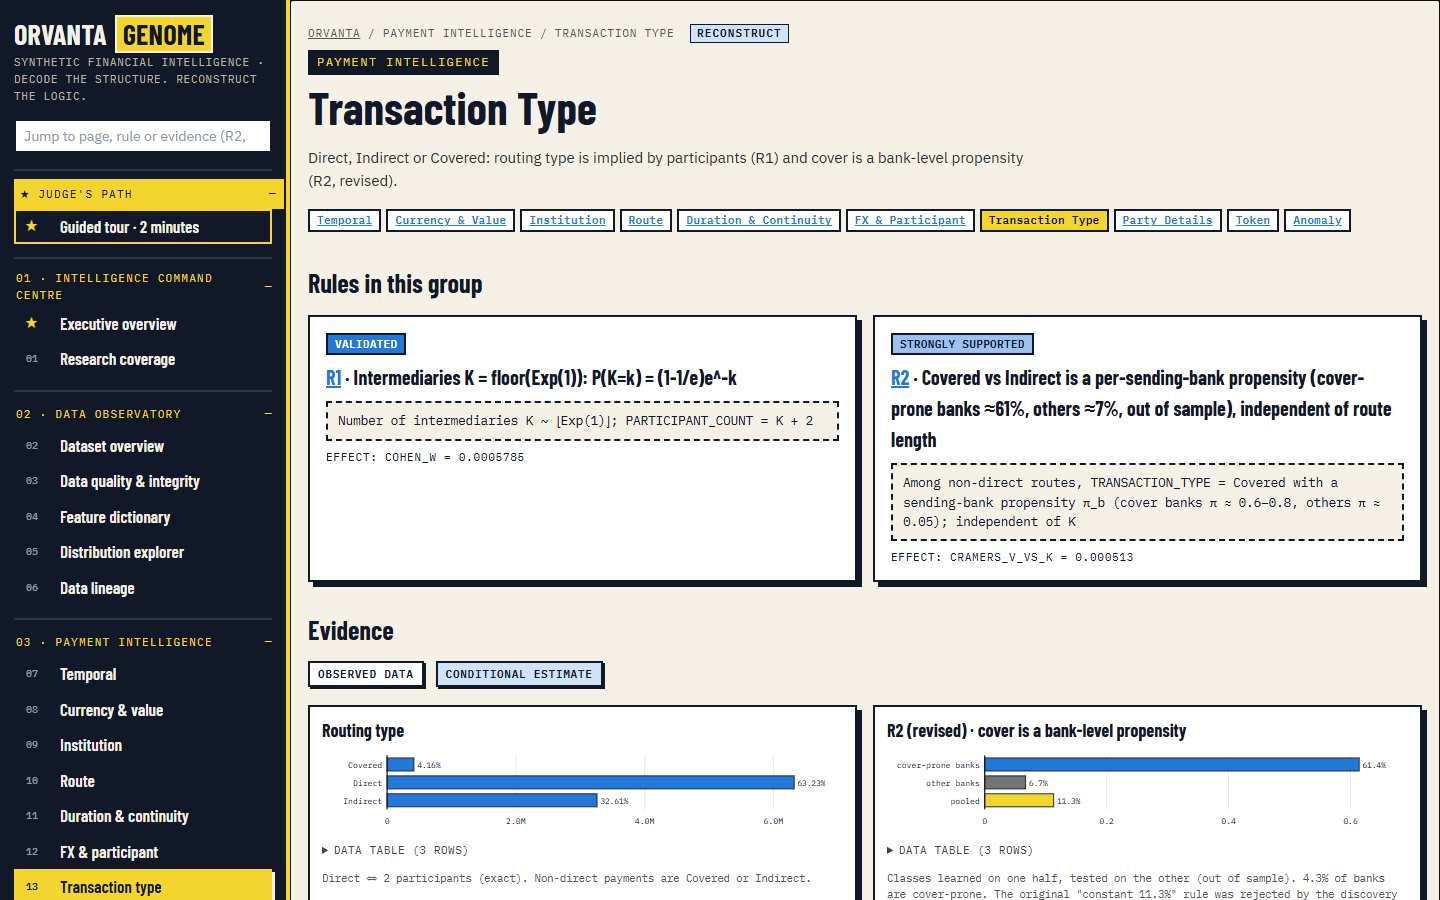 ORVANTA GENOME
SYNTHETIC FINANCIAL INTELLIGENCE ·
DECODE THE STRUCTURE. RECONSTRUCT
THE LOGIC.
Jump to page, rule or evidence (R2,
★ JUDGE'S PATH –
★ Guided tour · 2 minutes
01 · INTELLIGENCE COMMAND
CENTRE –
★ Executive overview
01 Research coverage
02 · DATA OBSERVATORY –
02 Dataset overview
03 Data quality & integrity
04 Feature dictionary
05 Distribution explorer
06 Data lineage
03 · PAYMENT INTELLIGENCE –
07 Temporal
08 Currency & value
09 Institution
10 Route
11 Duration & continuity
12 FX & participant
13 Transaction type
ORVANTA / PAYMENT INTELLIGENCE / TRANSACTION TYPE RECONSTRUCT
PAYMENT INTELLIGENCE
Transaction Type
Direct, Indirect or Covered: routing type is implied by participants (R1) and cover is a bank-level propensity
(R2, revised).
Temporal Currency & Value Institution Route Duration & Continuity FX & Participant Transaction Type Party Details Token Anomaly
Rules in this group
VALIDATED
R1 · Intermediaries K = floor(Exp(1)): P(K=k) = (1-1/e)e^-k
Number of intermediaries K ~ ⌊Exp(1)⌋; PARTICIPANT_COUNT = K + 2
EFFECT: COHEN_W = 0.0005785
STRONGLY SUPPORTED
R2 · Covered vs Indirect is a per-sending-bank propensity (cover-
prone banks ≈61%, others ≈7%, out of sample), independent of route
length
Among non-direct routes, TRANSACTION_TYPE = Covered with a
sending-bank propensity π_b (cover banks π ≈ 0.6–0.8, others π ≈
0.05); independent of K
EFFECT: CRAMERS_V_VS_K = 0.000513
Evidence
OBSERVED DATA CONDITIONAL ESTIMATE
Routing type
Covered 4.16%
Direct 63.23%
Indirect 32.61%
0 2.0M 4.0M 6.0M
▶ DATA TABLE (3 ROWS)
Direct ⇔ 2 participants (exact). Non-direct payments are Covered or Indirect.
R2 (revised) · cover is a bank-level propensity
cover-prone banks 61.4%
other banks 6.7%
pooled 11.3%
0 0.2 0.4 0.6
▶ DATA TABLE (3 ROWS)
Classes learned on one half, tested on the other (out of sample). 4.3% of banks
are cover-prone. The original "constant 11.3%" rule was rejected by the discovery